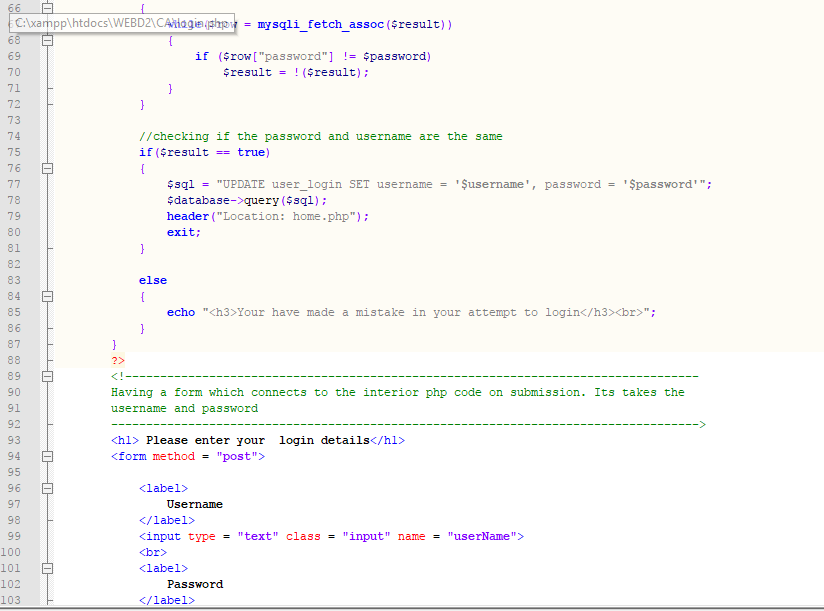 66 {
C:\xampp\htdocs\WEBD2\CA\login.php = mysqli_fetch_assoc($result))
68 {
69 if ($row["password"] != $password)
70 $result = !($result);
71 }
72 }
73
74 //checking if the password and username are the same
75 if($result == true)
76 {
77 $sql = "UPDATE user_login SET username = '$username', password = '$password'";
78 $database->query($sql);
79 header("Location: home.php");
80 exit;
81 }
82
83 else
84 {
85 echo "<h3>Your have made a mistake in your attempt to login</h3><br>";
86 }
87 }
88 ?>
89 <!----------------------------------------------------------------------------------
90 Having a form which connects to the interior php code on submission. Its takes the
91 username and password
92 ------------------------------------------------------------------------------------>
93 <h1> Please enter your  login details</h1>
94 <form method = "post">
95
96 <label>
97 Username
98 </label>
99 <input type = "text" class = "input" name = "userName">
100 <br>
101 <label>
102 Password
103 </label>